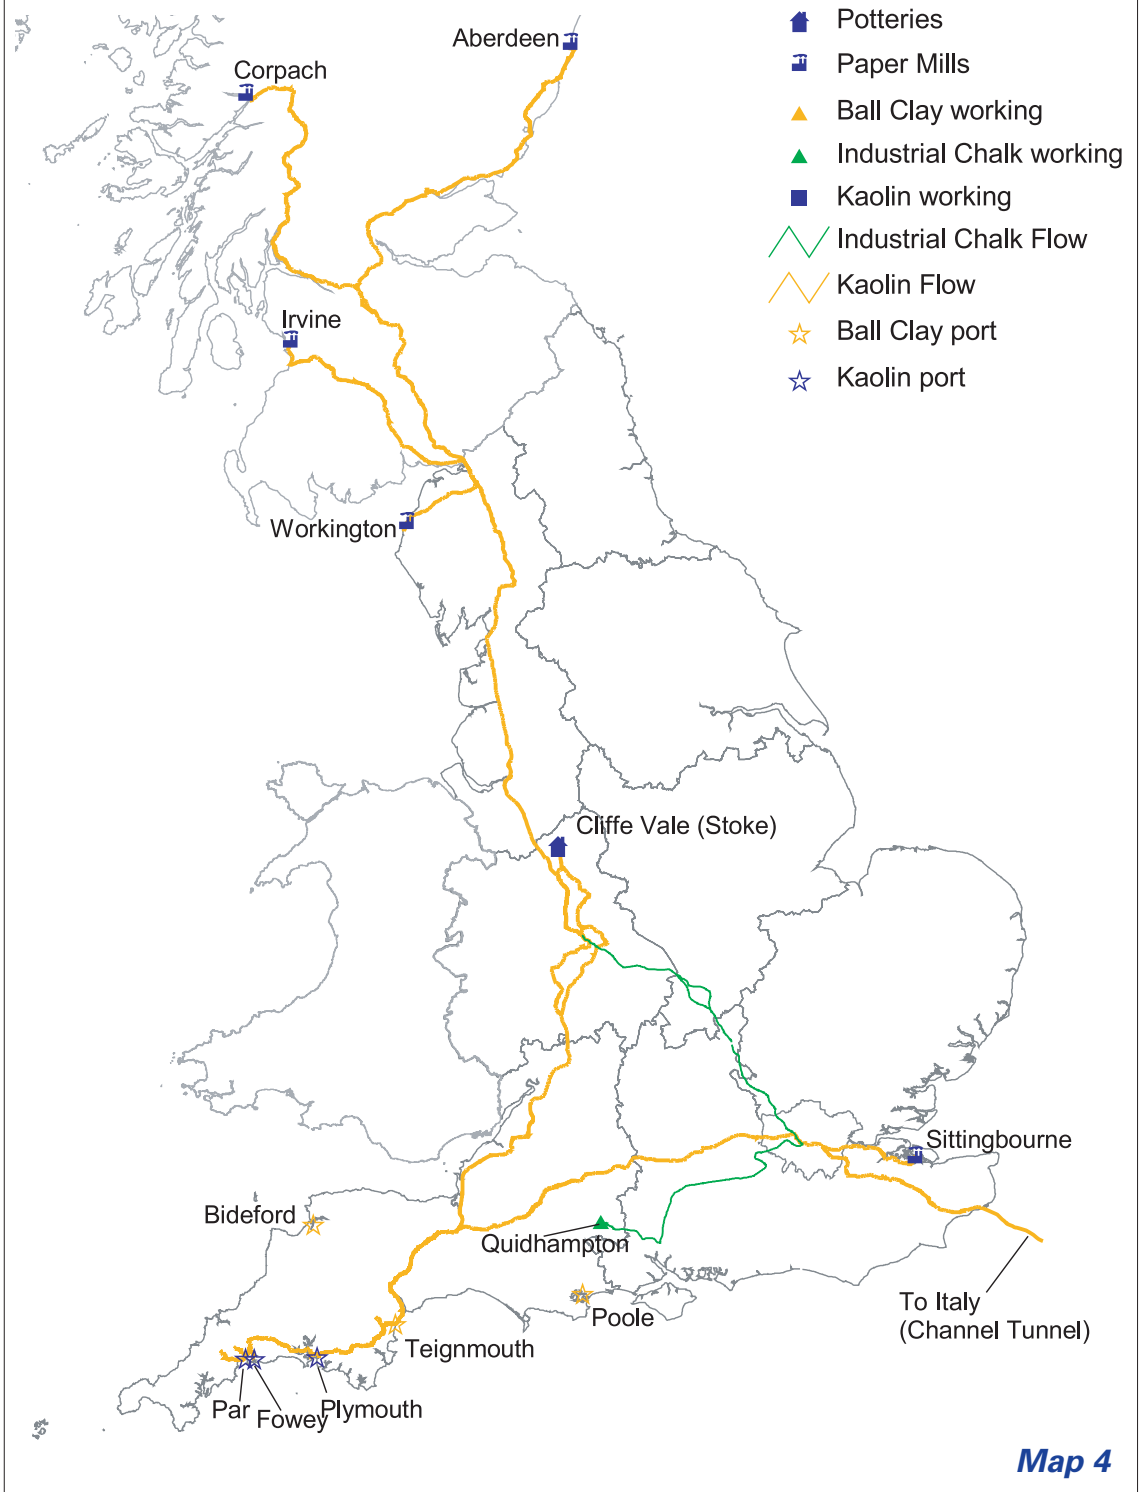 Potteries
Aberdeen
Paper Mills
Corpach
Ball Clay working
Industrial Chalk working
Kaolin working
Industrial Chalk Flow
Kaolin Flow
Irvine
Ball Clay port
Kaolin port
Workington
Cliffe Vale (Stoke)
Sittingbourne
Bideford
Quidhampton
To Italy
(Channel Tunnel)
Poole
Teignmouth
Par
Fowey
Plymouth
Map 4